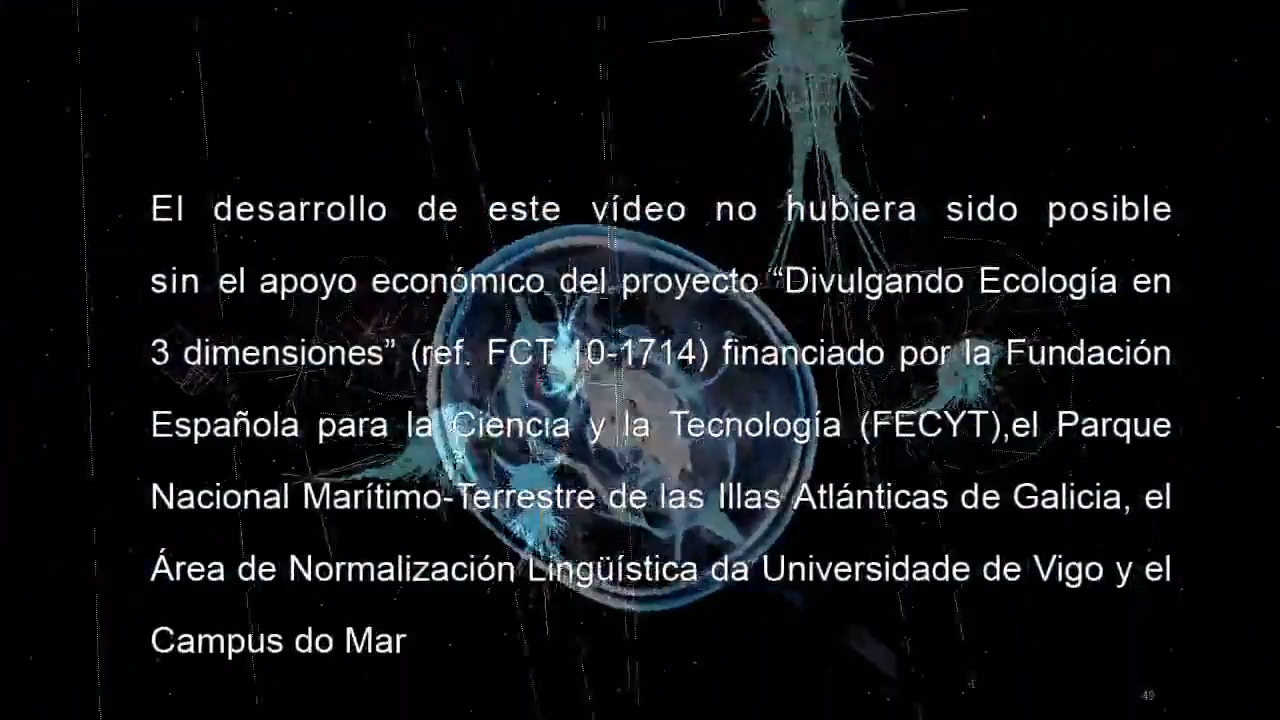 El desarrollo de este vídeo no hubiera sido posible
sin el apoyo económico del proyecto “Divulgando Ecología en
3 dimensiones” (ref. FCT 10-1714) financiado por la Fundación
Española para la Ciencia y la Tecnología (FECYT),el Parque
Nacional Marítimo-Terrestre de las Illas Atlánticas de Galicia, el
Área de Normalización Lingüística da Universidade de Vigo y el
Campus do Mar
49